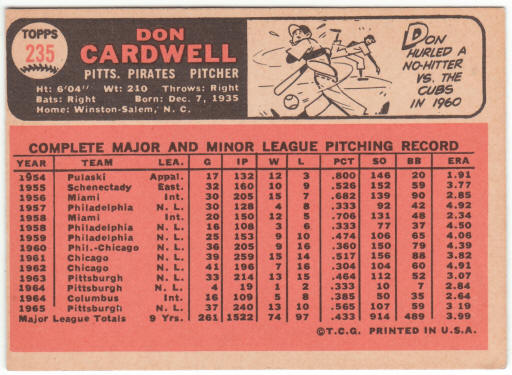 TOPPS
235
DON
CARDWELL
PITTS. PIRATES PITCHER
Ht: 6'04" Wt: 210 Throws: Right
Bats: Right Born: Dec. 7, 1935
Home: Winston-Salem, N. C.
DON
HURLED A
NO-HITTER
VS. THE
CUBS
IN 1960
COMPLETE MAJOR AND MINOR LEAGUE PITCHING RECORD
YEAR TEAM LEA. G IP W L PCT SO BB ERA
1954 Pulaski Appal. 17 132 12 3 .800 146 20 1.91
1955 Schenectady East. 32 160 10 9 .526 152 59 3.77
1956 Miami Int. 30 205 15 7 .682 139 90 2.85
1957 Philadelphia N. L. 30 128 4 8 .333 92 42 4.92
1958 Miami Int. 20 150 12 5 .706 131 48 2.34
1958 Philadelphia N. L. 16 108 3 6 .333 77 37 4.50
1959 Philadelphia N. L. 25 153 9 10 .474 106 65 4.06
1960 Phil.-Chicago N. L. 36 205 9 16 .360 150 79 4.39
1961 Chicago N. L. 39 259 15 14 .517 156 88 3.82
1962 Chicago N. L. 41 196 7 16 .304 104 60 4.91
1963 Pittsburgh N. L. 33 214 13 15 .464 112 52 3.07
1964 Pittsburgh N. L. 4 19 1 2 .333 10 7 2.84
1964 Columbus Int. 16 109 5 8 .385 50 35 2.64
1965 Pittsburgh N. L. 37 240 13 10 .565 107 59 3.19
Major League Totals 9 Yrs. 261 1522 74 97 .433 914 489 3.99
©T.C.G. PRINTED IN U.S.A.